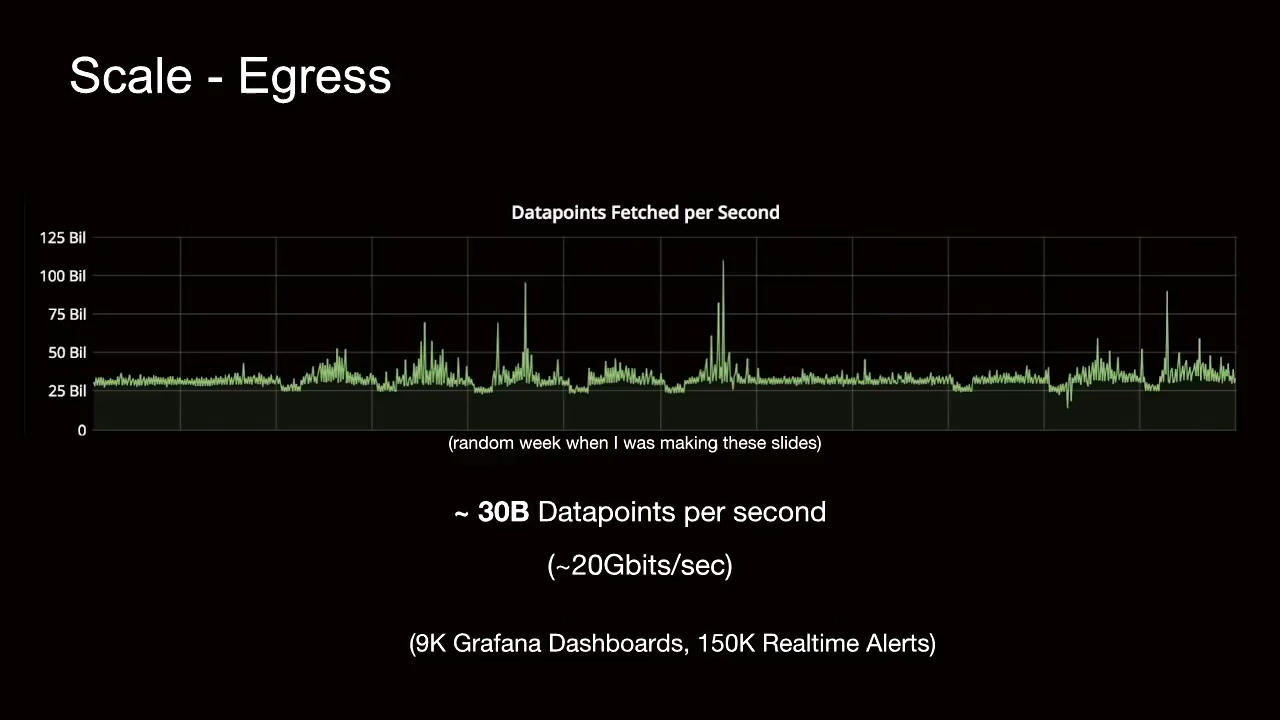 Scale - Egress
Datapoints Fetched per Second
125 Bil
100 Bil
75 Bil
50 Bil
25 Bil
0
(random week when I was making these slides)
~ 30B Datapoints per second
(~20Gbits/sec)
(9K Grafana Dashboards, 150K Realtime Alerts)